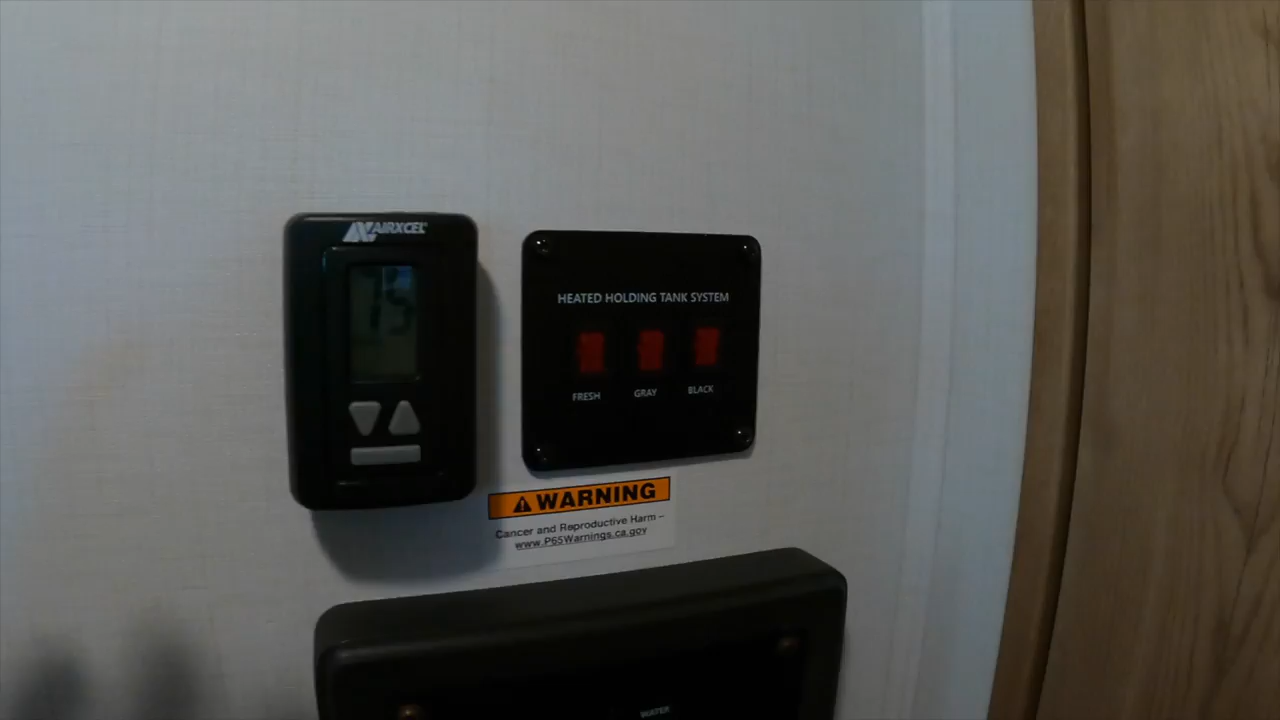 AIRXCEL
75
HEATED HOLDING TANK SYSTEM
FRESH GRAY BLACK
WARNING
Cancer and Reproductive Harm –
www.P65Warnings.ca.gov
WATER